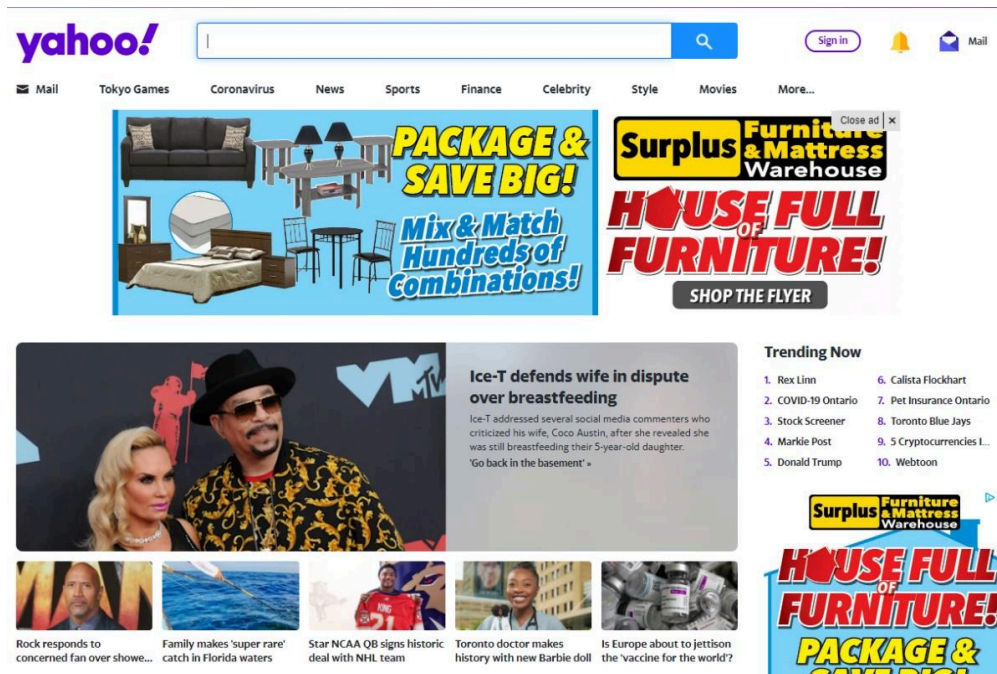 yahoo!
Sign in
Mail
Mail Tokyo Games Coronavirus News Sports Finance Celebrity Style Movies More...
Close ad X
PACKAGE &
SAVE BIG!
Mix & Match
Hundreds of
Combinations!
Surplus Furniture
& Mattress
Warehouse
HOUSE FULL
OF
FURNITURE!
SHOP THE FLYER
VM
MTV
Ice-T defends wife in dispute
over breastfeeding
Ice-T addressed several social media commenters who
criticized his wife, Coco Austin, after she revealed she
was still breastfeeding their 5-year-old daughter.
'Go back in the basement' »
Trending Now
1. Rex Linn
2. COVID-19 Ontario
3. Stock Screener
4. Markie Post
5. Donald Trump
6. Calista Flockhart
7. Pet Insurance Ontario
8. Toronto Blue Jays
9. 5 Cryptocurrencies I...
10. Webtoon
Rock responds to
concerned fan over showe...
Family makes 'super rare'
catch in Florida waters
KING
21
Star NCAA QB signs historic
deal with NHL team
Toronto doctor makes
history with new Barbie doll
Is Europe about to jettison
the 'vaccine for the world'?
Surplus Furniture
& Mattress
Warehouse
HOUSE FULL
OF
FURNITURE!
PACKAGE &
SAVE BIG!